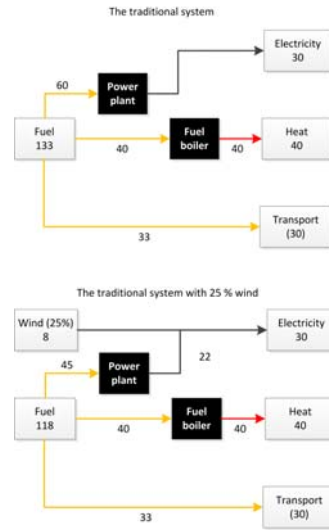 The traditional system
Electricity
30
60
Power
plant
Fuel
133
40
Fuel
boiler
40
Heat
40
33
Transport
(30)
The traditional system with 25 % wind
Wind (25%)
8
Electricity
30
45
Power
plant
22
Fuel
118
40
Fuel
boiler
40
Heat
40
33
Transport
(30)